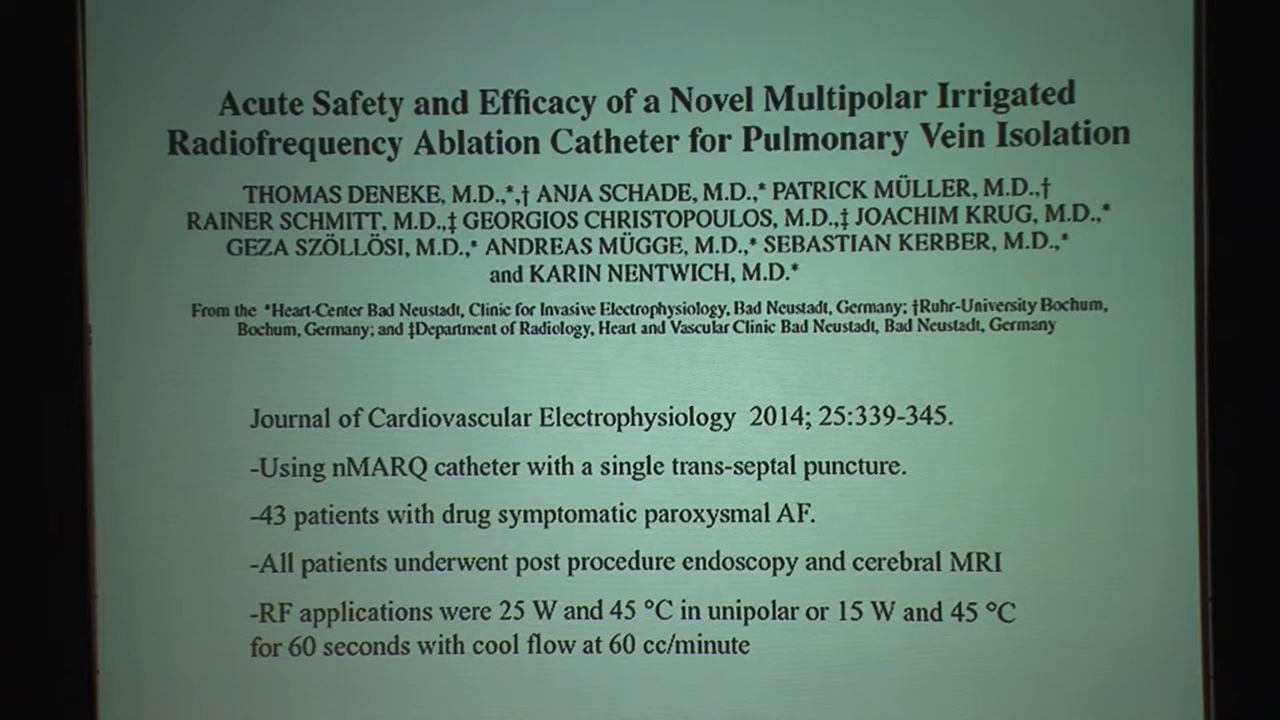 Acute Safety and Efficacy of a Novel Multipolar Irrigated
Radiofrequency Ablation Catheter for Pulmonary Vein Isolation
THOMAS DENEKE, M.D.,*,† ANJA SCHADE, M.D.,* PATRICK MÜLLER, M.D.,†
RAINER SCHMITT, M.D.,‡ GEORGIOS CHRISTOPOULOS, M.D.,‡ JOACHIM KRUG, M.D.,*
GEZA SZÖLLÖSI, M.D.,* ANDREAS MÜGGE, M.D.,* SEBASTIAN KERBER, M.D.,*
and KARIN NENTWICH, M.D.*
From the *Heart-Center Bad Neustadt, Clinic for Invasive Electrophysiology, Bad Neustadt, Germany; †Ruhr-University Bochum,
Bochum, Germany; and ‡Department of Radiology, Heart and Vascular Clinic Bad Neustadt, Bad Neustadt, Germany
Journal of Cardiovascular Electrophysiology 2014; 25:339-345.
-Using nMARQ catheter with a single trans-septal puncture.
-43 patients with drug symptomatic paroxysmal AF.
-All patients underwent post procedure endoscopy and cerebral MRI
-RF applications were 25 W and 45 °C in unipolar or 15 W and 45 °C
for 60 seconds with cool flow at 60 cc/minute